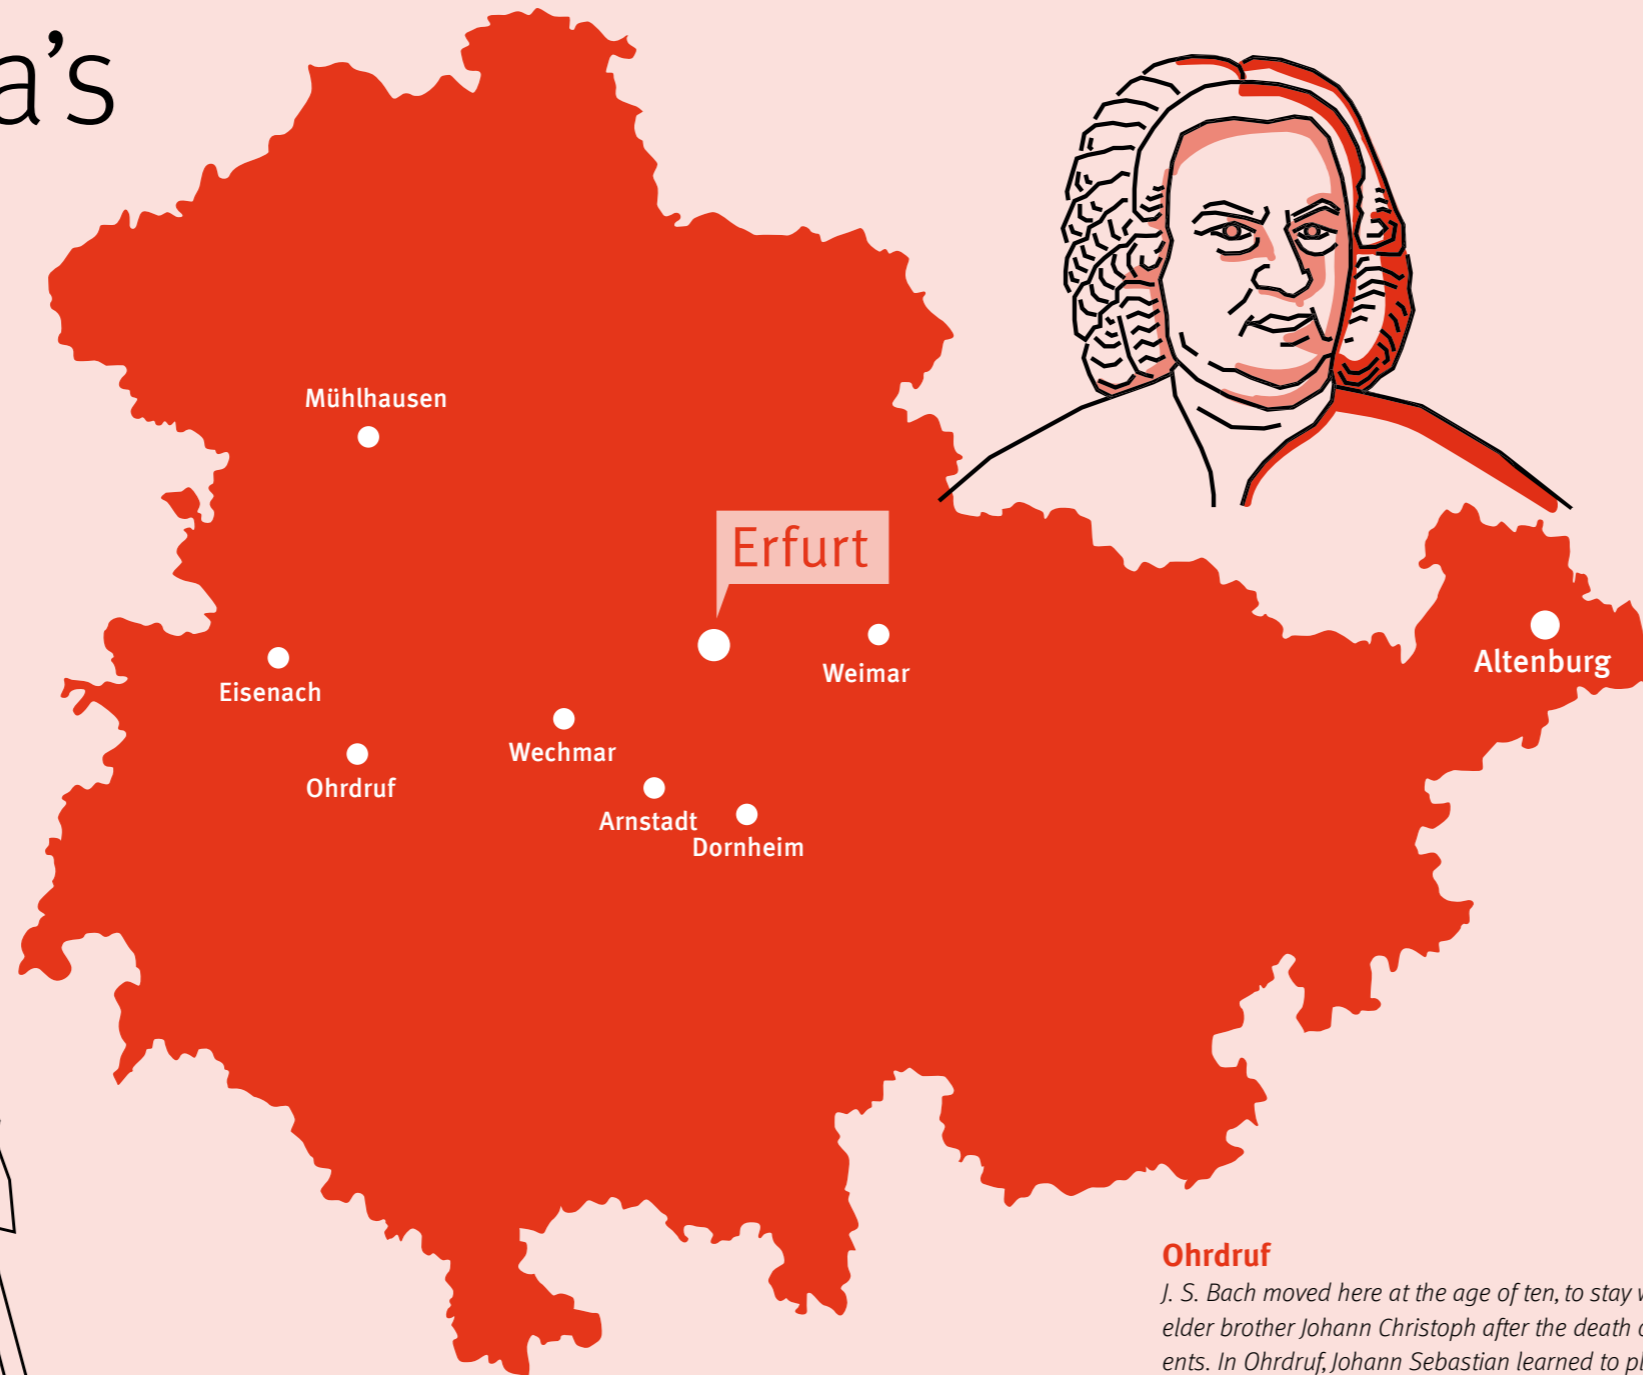 a’s
Mühlhausen
Erfurt
Weimar
Altenburg
Eisenach
Wechmar
Ohrdruf
Arnstadt
Dornheim
Ohrdruf
J. S. Bach moved here at the age of ten, to stay
elder brother Johann Christoph after the death
ents. In Ohrdruf, Johann Sebastian learned to